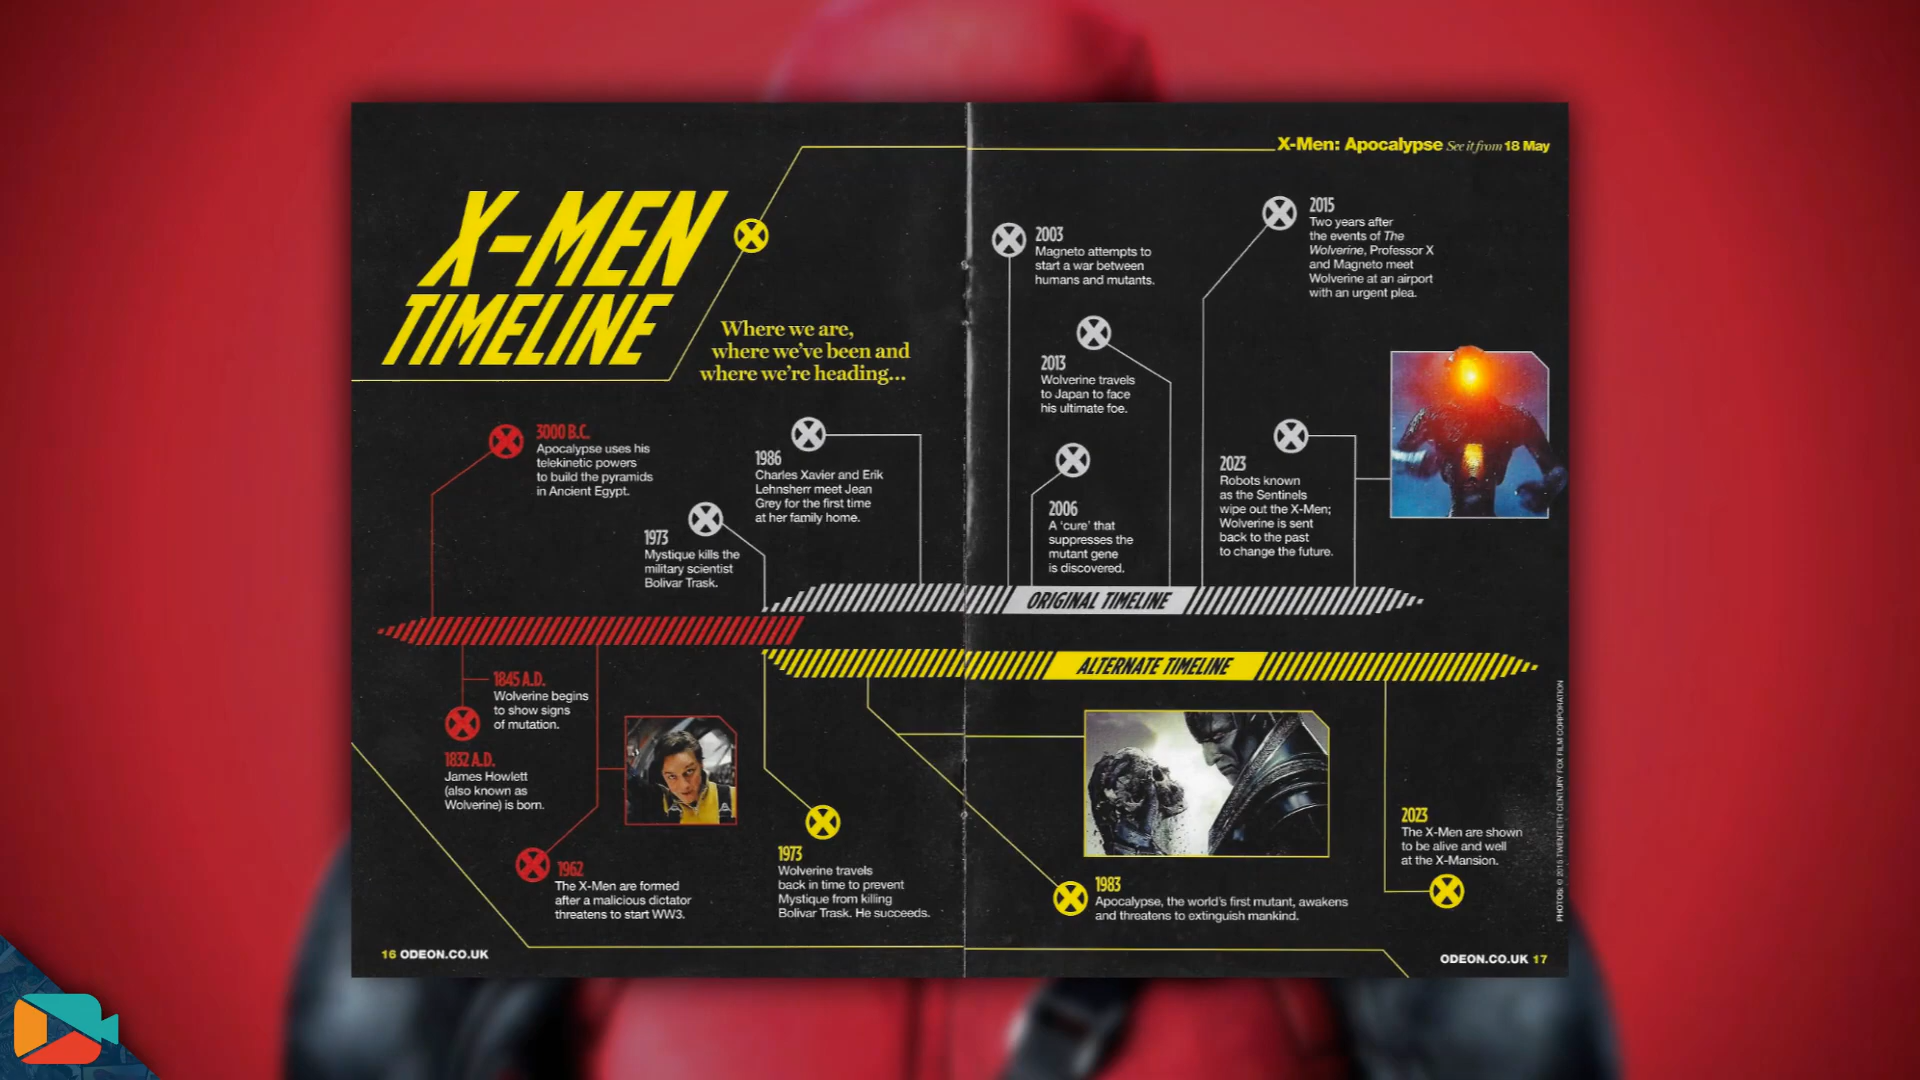 X-MEN
TIMELINE
Where we are,
where we've been and
where we're heading...
3000 B.C.
Apocalypse uses his
telekinetic powers
to build the pyramids
in Ancient Egypt.
1986
Charles Xavier and Erik
Lehnsherr meet Jean
Grey for the first time
at her family home.
1973
Mystique kills the
military scientist
Bolivar Trask.
1845 A.D.
Wolverine begins
to show signs
of mutation.
1832 A.D.
James Howlett
(also known as
Wolverine) is born.
1962
The X-Men are formed
after a malicious dictator
threatens to start WW3.
1973
Wolverine travels
back in time to prevent
Mystique from killing
Bolivar Trask. He succeeds.
16 ODEON.CO.UK
X-Men: Apocalypse See it from 18 May
2003
Magneto attempts to
start a war between
humans and mutants.
2015
Two years after
the events of The
Wolverine, Professor X
and Magneto meet
Wolverine at an airport
with an urgent plea.
2013
Wolverine travels
to Japan to face
his ultimate foe.
2006
A 'cure' that
suppresses the
mutant gene
is discovered.
2023
Robots known
as the Sentinels
wipe out the X-Men;
Wolverine is sent
back to the past
to change the future.
ORIGINAL TIMELINE
ALTERNATE TIMELINE
1983
Apocalypse, the world's first mutant, awakens
and threatens to extinguish mankind.
2023
The X-Men are shown
to be alive and well
at the X-Mansion.
PHOTOS: © 2015 TWENTIETH CENTURY FOX FILM CORPORATION
ODEON.CO.UK 17